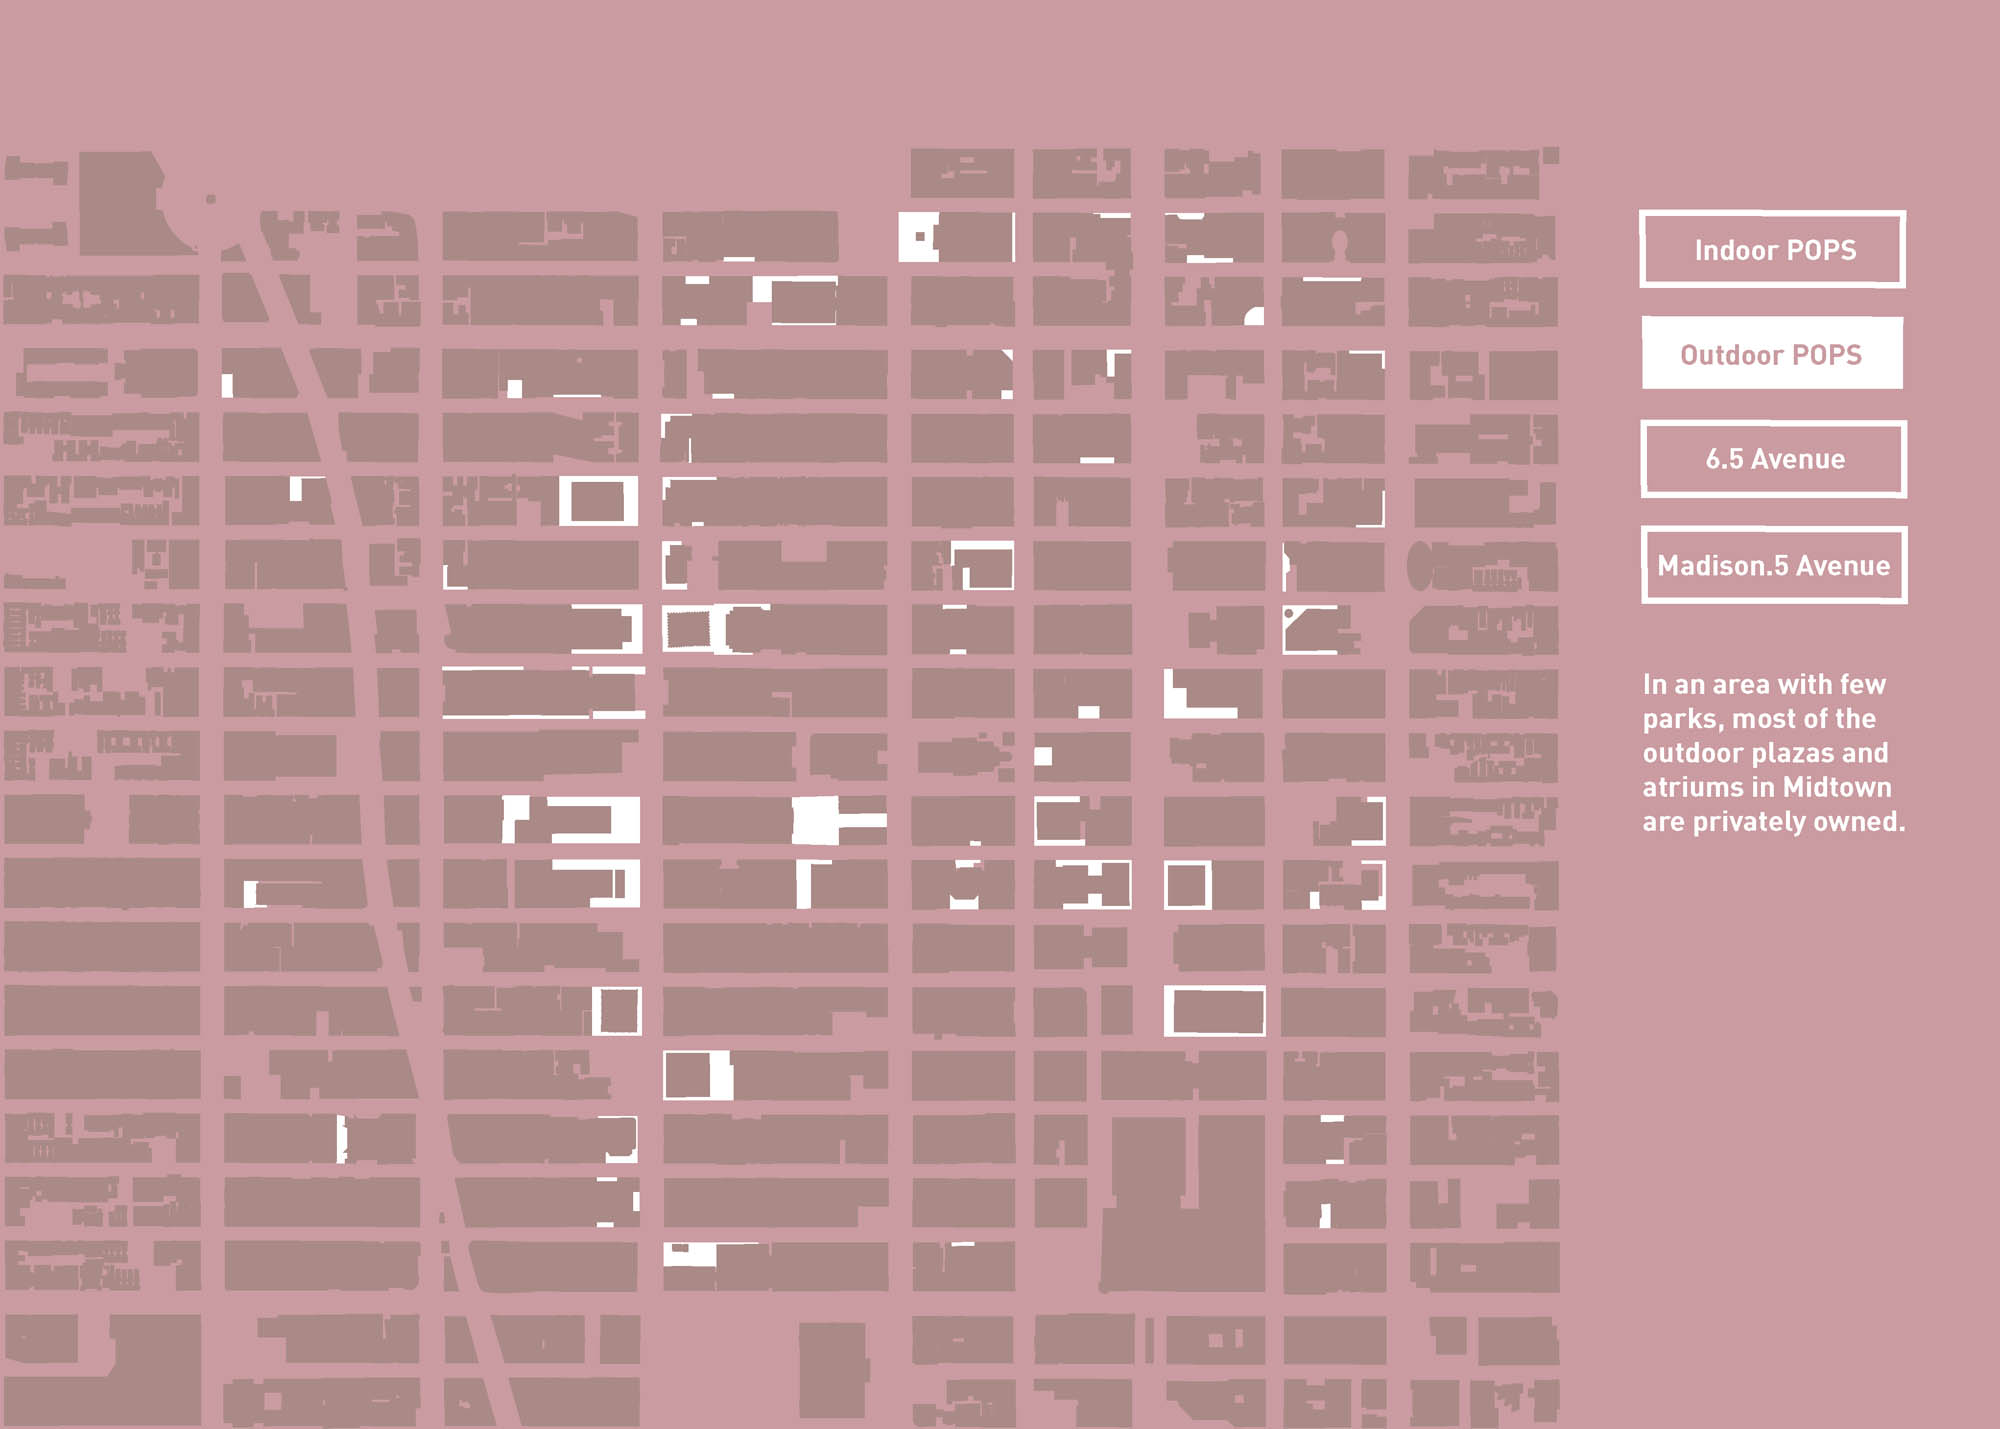 Indoor POPS
Outdoor POPS
6.5 Avenue
Madison.5 Avenue
In an area with few
parks, most of the
outdoor plazas and
atriums in Midtown
are privately owned.